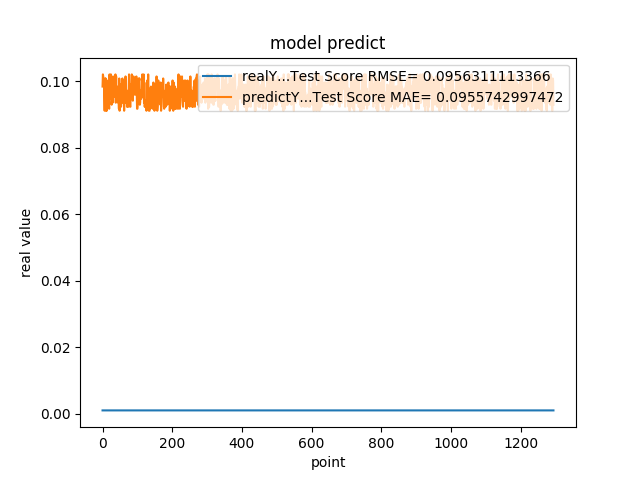 model predict
realY...Test Score RMSE= 0.0956311113366
predictY...Test Score MAE= 0.0955742997472
0.10
0.08
0.06
0.04
0.02
0.00
real value
0 200 400 600 800 1000 1200
point